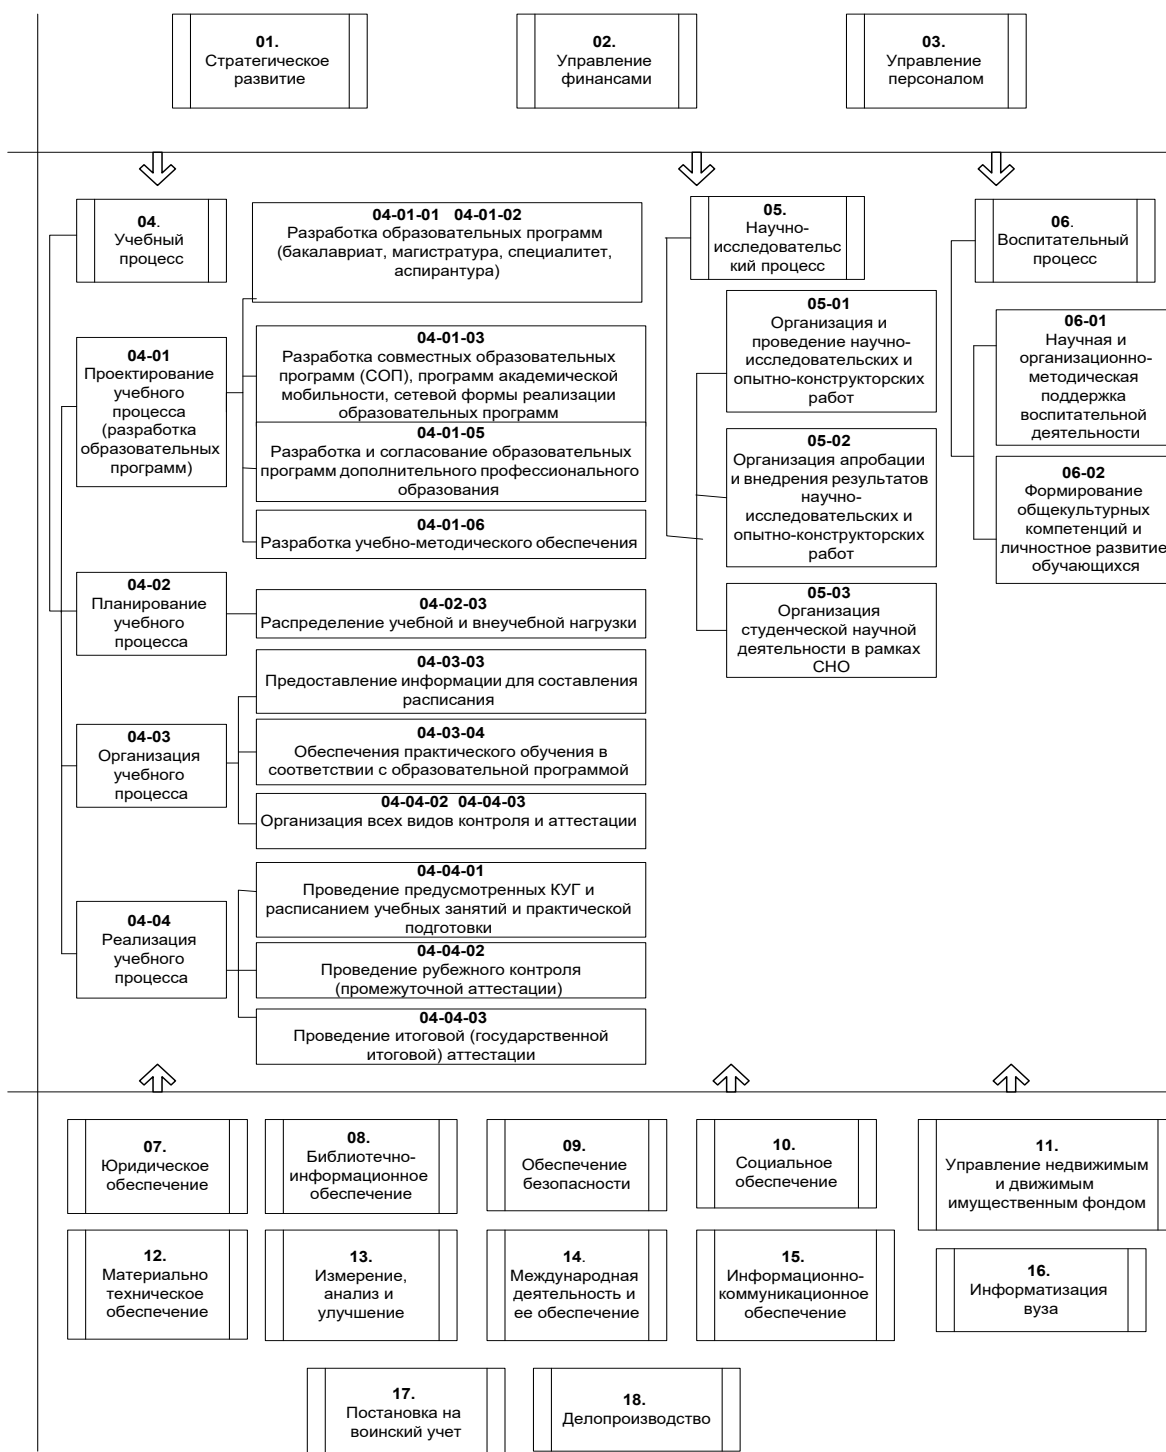 01.
Стратегическое
развитие
02.
Управление
финансами
03.
Управление
персоналом
04.
Учебный
процесс
04-01
Проектирование
учебного
процесса
(разработка
образовательных
программ)
04-02
Планирование
учебного
процесса
04-03
Организация
учебного
процесса
04-04
Реализация
учебного
процесса
04-01-01 04-01-02
Разработка образовательных программ
(бакалавриат, магистратура, специалитет,
аспирантура)
04-01-03
Разработка совместных образовательных
программ (СОП), программ академической
мобильности, сетевой формы реализации
образовательных программ
04-01-05
Разработка и согласование образовательных
программ дополнительного профессионального
образования
04-01-06
Разработка учебно-методического обеспечения
04-02-03
Распределение учебной и внеучебной нагрузки
04-03-03
Предоставление информации для составления
расписания
04-03-04
Обеспечения практического обучения в
соответствии с образовательной программой
04-04-02 04-04-03
Организация всех видов контроля и аттестации
04-04-01
Проведение предусмотренных КУГ и
расписанием учебных занятий и практической
подготовки
04-04-02
Проведение рубежного контроля
(промежуточной аттестации)
04-04-03
Проведение итоговой (государственной
итоговой) аттестации
05.
Научно-
исследовательс
кий процесс
05-01
Организация и
проведение научно-
исследовательских и
опытно-конструкторских
работ
05-02
Организация апробации
и внедрения результатов
научно-
исследовательских и
опытно-конструкторских
работ
05-03
Организация
студенческой научной
деятельности в рамках
СНО
06.
Воспитательный
процесс
06-01
Научная и
организационно-
методическая
поддержка
воспитательной
деятельности
06-02
Формирование
общекультурных
компетенций и
личностное развитие
обучающихся
07.
Юридическое
обеспечение
08.
Библиотечно-
информационное
обеспечение
09.
Обеспечение
безопасности
10.
Социальное
обеспечение
11.
Управление недвижимым
и движимым
имущественным фондом
12.
Материально
техническое
обеспечение
13.
Измерение,
анализ и
улучшение
14.
Международная
деятельность и
ее обеспечение
15.
Информационно-
коммуникационное
обеспечение
16.
Информатизация
вуза
17.
Постановка на
воинский учет
18.
Делопроизводство